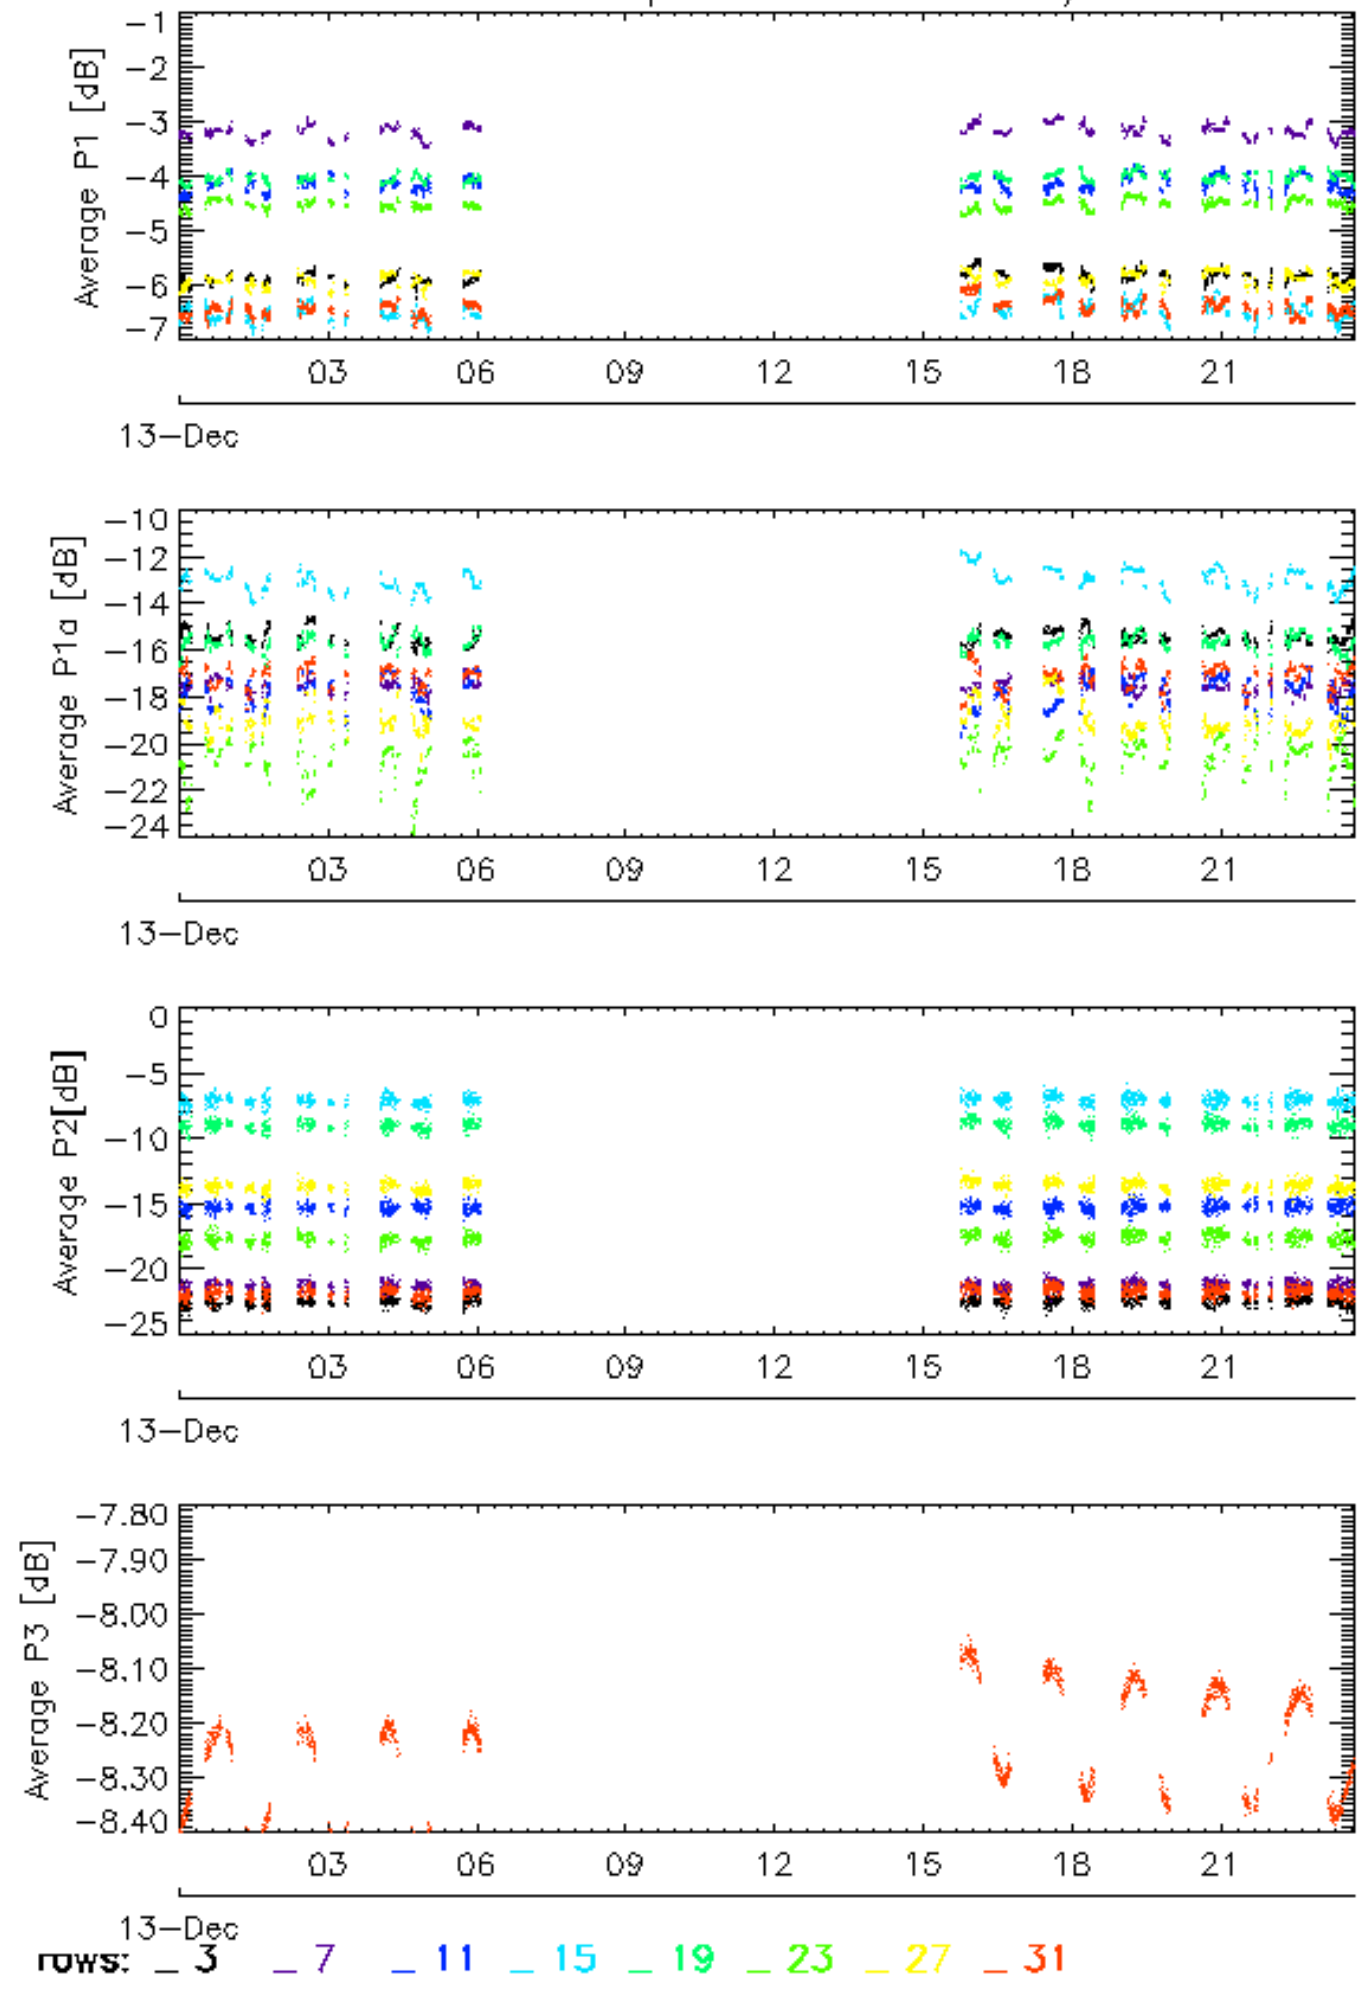 Average P1 [dB]
-1
-2
-3
-4
-5
-6
-7
03 06 09 12 15 18 21
13-Dec
Average P1a [dB]
-10
-12
-14
-16
-18
-20
-22
-24
03 06 09 12 15 18 21
13-Dec
Average P2[dB]
0
-5
-10
-15
-20
-25
03 06 09 12 15 18 21
13-Dec
Average P3 [dB]
-7.80
-7.90
-8.00
-8.10
-8.20
-8.30
-8.40
03 06 09 12 15 18 21
13-Dec
rows: _ 3 _ 7 _ 11 _ 15 _ 19 _ 23 _ 27 _ 31